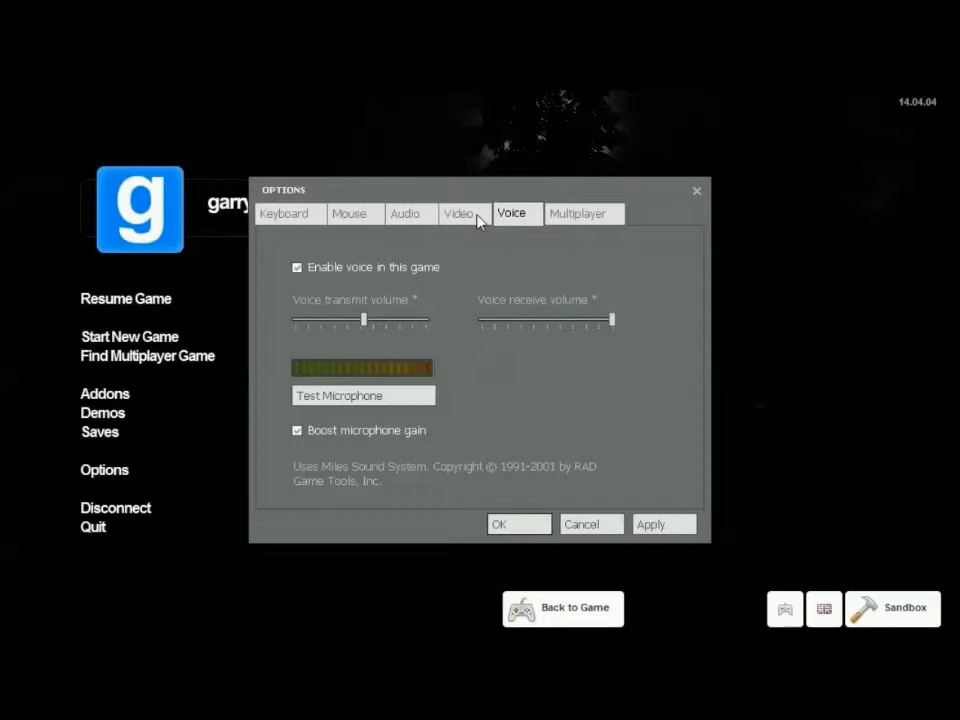 14.04.04
g
garry
OPTIONS
Keyboard Mouse Audio Video Voice Multiplayer
Enable voice in this game
Voice transmit volume * Voice receive volume *
Test Microphone
Boost microphone gain
Uses Miles Sound System. Copyright © 1991-2001 by RAD
Game Tools, Inc.
OK Cancel Apply
Resume Game
Start New Game
Find Multiplayer Game
Addons
Demos
Saves
Options
Disconnect
Quit
Back to Game
Sandbox